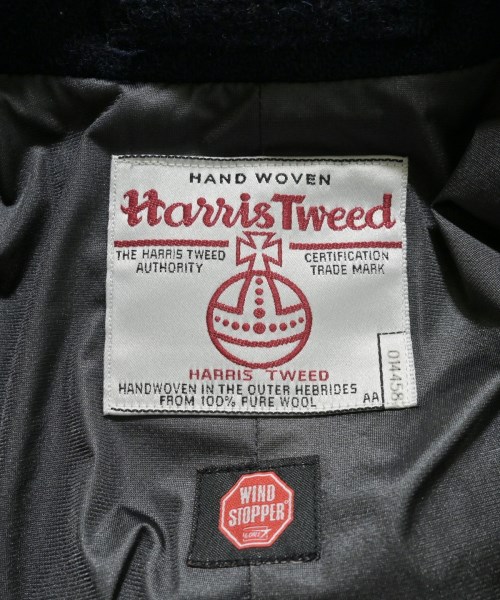 HAND WOVEN
Harris Tweed
THE HARRIS TWEED AUTHORITY
CERTIFICATION TRADE MARK
HARRIS TWEED
HANDWOVEN IN THE OUTER HEBRIDES
FROM 100% PURE WOOL
AA
WIND
STOPPER